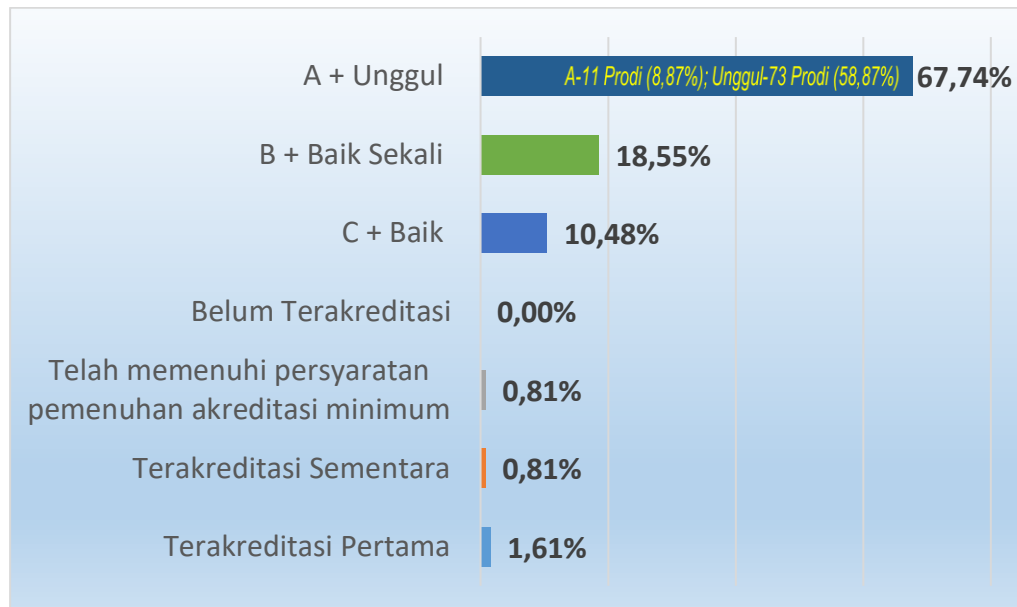 A + Unggul
A-11 Prodi (8,87%); Unggul-73 Prodi (58,87%)
67,74%
B + Baik Sekali
18,55%
C + Baik
10,48%
Belum Terakreditasi
0,00%
Telah memenuhi persyaratan
pemenuhan akreditasi minimum
0,81%
Terakreditasi Sementara
0,81%
Terakreditasi Pertama
1,61%